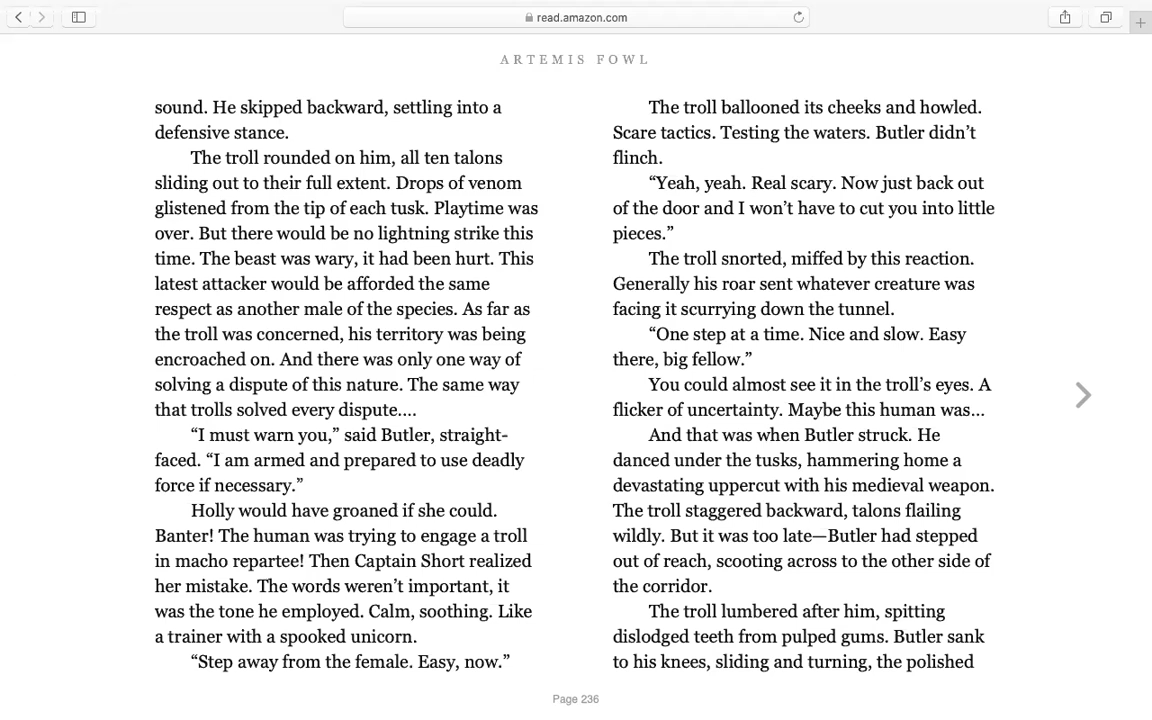 read.amazon.com
ARTEMIS FOWL
sound. He skipped backward, settling into a
defensive stance.
The troll rounded on him, all ten talons
sliding out to their full extent. Drops of venom
glistened from the tip of each tusk. Playtime was
over. But there would be no lightning strike this
time. The beast was wary, it had been hurt. This
latest attacker would be afforded the same
respect as another male of the species. As far as
the troll was concerned, his territory was being
encroached on. And there was only one way of
solving a dispute of this nature. The same way
that trolls solved every dispute....
“I must warn you,” said Butler, straight-
faced. “I am armed and prepared to use deadly
force if necessary.”
Holly would have groaned if she could.
Banter! The human was trying to engage a troll
in macho repartee! Then Captain Short realized
her mistake. The words weren’t important, it
was the tone he employed. Calm, soothing. Like
a trainer with a spooked unicorn.
“Step away from the female. Easy, now.”
The troll ballooned its cheeks and howled.
Scare tactics. Testing the waters. Butler didn’t
flinch.
“Yeah, yeah. Real scary. Now just back out
of the door and I won’t have to cut you into little
pieces.”
The troll snorted, miffed by this reaction.
Generally his roar sent whatever creature was
facing it scurrying down the tunnel.
“One step at a time. Nice and slow. Easy
there, big fellow.”
You could almost see it in the troll’s eyes. A
flicker of uncertainty. Maybe this human was...
And that was when Butler struck. He
danced under the tusks, hammering home a
devastating uppercut with his medieval weapon.
The troll staggered backward, talons flailing
wildly. But it was too late—Butler had stepped
out of reach, scooting across to the other side of
the corridor.
The troll lumbered after him, spitting
dislodged teeth from pulped gums. Butler sank
to his knees, sliding and turning, the polished
Page 236